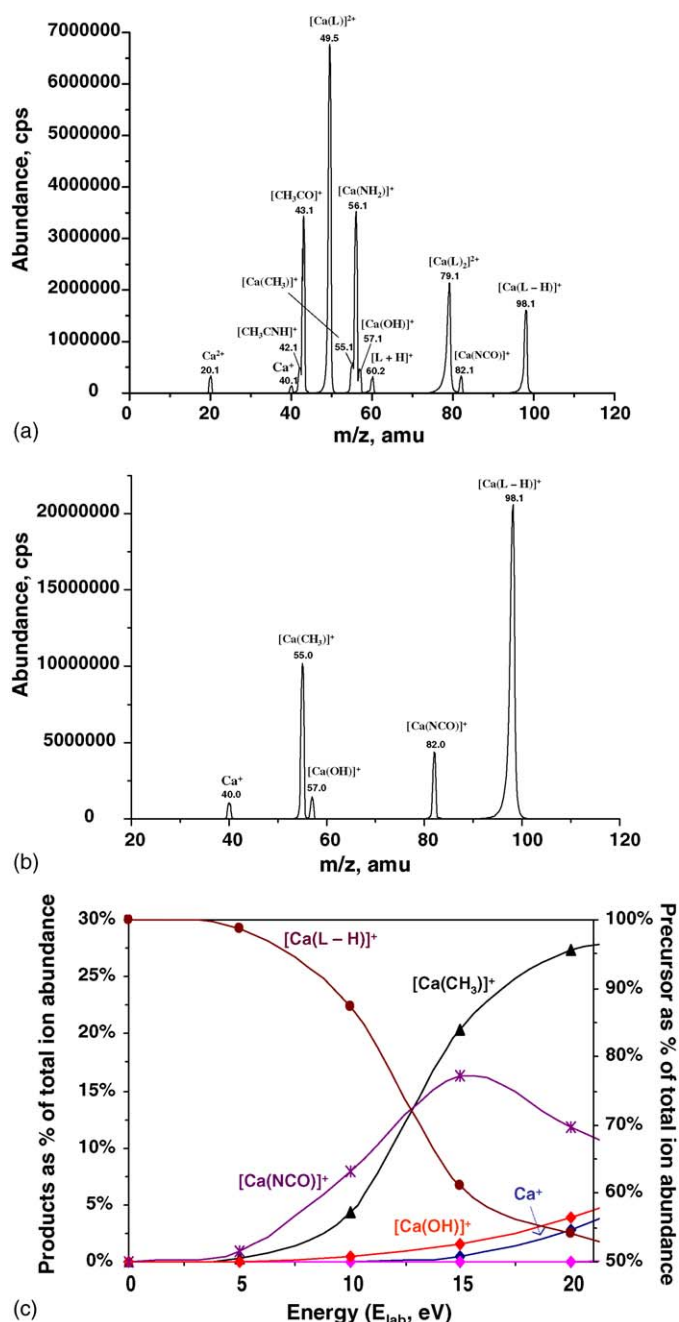 [Ca(L)]²⁺
49.5
7000000
6000000
5000000
4000000
3000000
2000000
1000000
0
Abundance, cps
[CH₃CO]⁺
43.1
[Ca(NH₂)]⁺
56.1
[Ca(CH₃)]⁺
55.1
[Ca(L)₂]²⁺
79.1
[Ca(L – H)]⁺
98.1
[CH₃CNH]⁺
42.1
[Ca(OH)]⁺
57.1
Ca²⁺
20.1
Ca⁺
40.1
[L + H]⁺
60.2
[Ca(NCO)]⁺
82.1
0 20 40 60 80 100 120
m/z, amu
(a)
[Ca(L – H)]⁺
98.1
20000000
15000000
10000000
5000000
0
Abundance, cps
[Ca(CH₃)]⁺
55.0
[Ca(NCO)]⁺
82.0
Ca⁺
40.0
[Ca(OH)]⁺
57.0
20 40 60 80 100 120
m/z, amu
(b)
30%
25%
20%
15%
10%
5%
0%
Products as % of total ion abundance
100%
90%
80%
70%
60%
50%
Precursor as % of total ion abundance
[Ca(L – H)]⁺
[Ca(CH₃)]⁺
[Ca(NCO)]⁺
[Ca(OH)]⁺
Ca⁺
0 5 10 15 20
Energy (E_lab, eV)
(c)